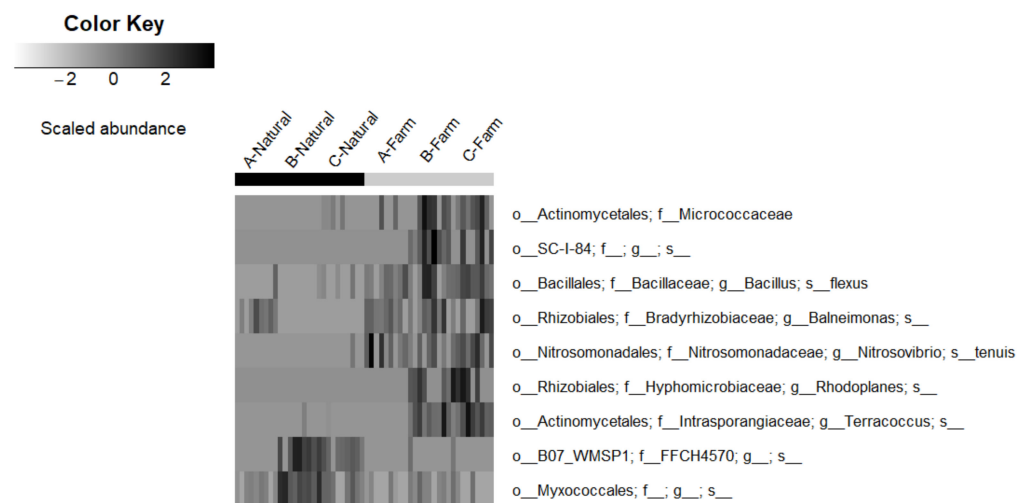 Color Key
−2 0 2
Scaled abundance
A-Natural
B-Natural
C-Natural
A-Farm
B-Farm
C-Farm
o__Actinomycetales; f__Micrococcaceae
o__SC-I-84; f__; g__; s__
o__Bacillales; f__Bacillaceae; g__Bacillus; s__flexus
o__Rhizobiales; f__Bradyrhizobiaceae; g__Balneimonas; s__
o__Nitrosomonadales; f__Nitrosomonadaceae; g__Nitrosovibrio; s__tenuis
o__Rhizobiales; f__Hyphomicrobiaceae; g__Rhodoplanes; s__
o__Actinomycetales; f__Intrasporangiaceae; g__Terracoccus; s__
o__B07_WMSP1; f__FFCH4570; g__; s__
o__Myxococcales; f__; g__; s__